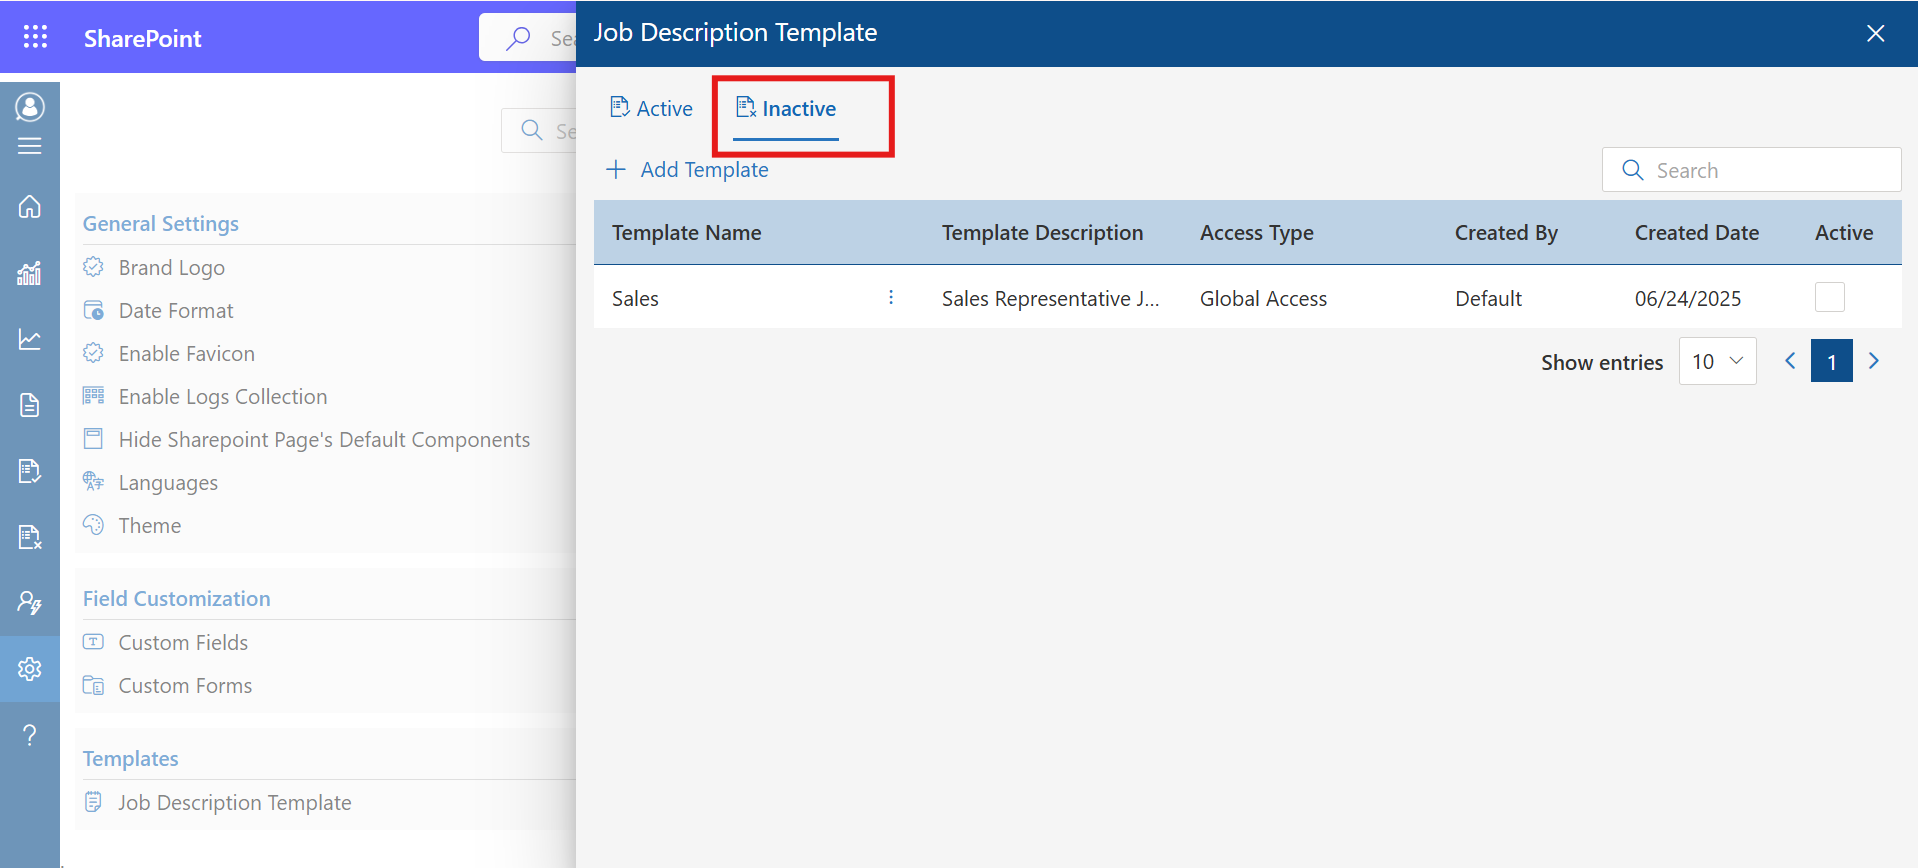 SharePoint
Sea
Job Description Template
Active
Inactive
Se
Add Template
Search
Template Name Template Description Access Type Created By Created Date Active
Sales Sales Representative J... Global Access Default 06/24/2025
Show entries 10 1
General Settings
Brand Logo
Date Format
Enable Favicon
Enable Logs Collection
Hide Sharepoint Page's Default Components
Languages
Theme
Field Customization
Custom Fields
Custom Forms
Templates
Job Description Template